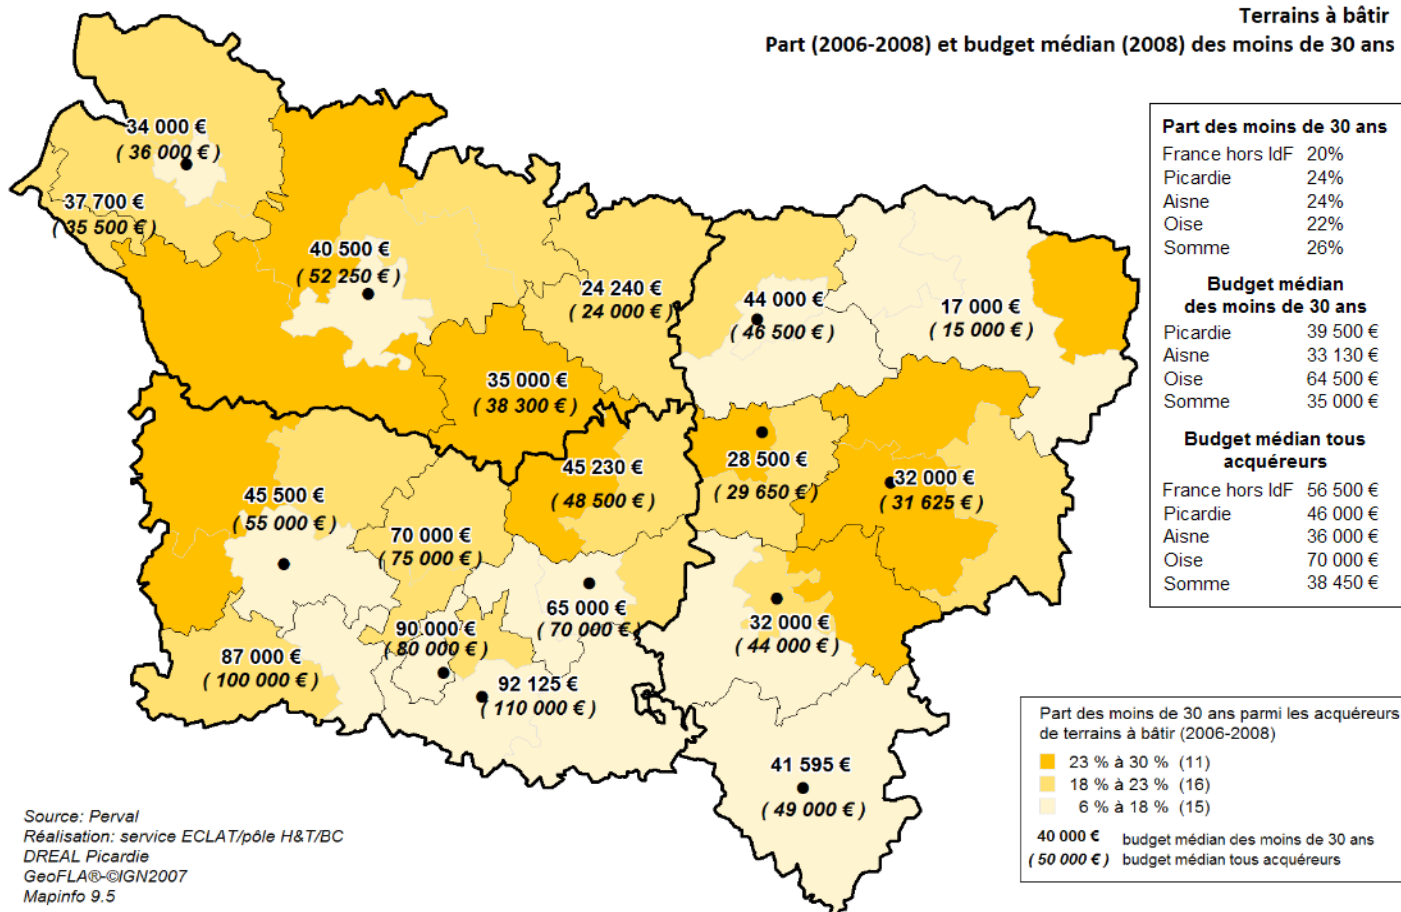 Terrains à bâtir
Part (2006-2008) et budget médian (2008) des moins de 30 ans
Part des moins de 30 ans
France hors IdF 20%
Picardie 24%
Aisne 24%
Oise 22%
Somme 26%
Budget médian
des moins de 30 ans
Picardie 39 500 €
Aisne 33 130 €
Oise 64 500 €
Somme 35 000 €
Budget médian tous
acquéreurs
France hors IdF 56 500 €
Picardie 46 000 €
Aisne 36 000 €
Oise 70 000 €
Somme 38 450 €
34 000 €
( 36 000 € )
37 700 €
( 35 500 € )
40 500 €
( 52 250 € )
24 240 €
( 24 000 € )
44 000 €
( 46 500 € )
17 000 €
( 15 000 € )
35 000 €
( 38 300 € )
45 230 €
( 48 500 € )
28 500 €
( 29 650 € )
32 000 €
( 31 625 € )
45 500 €
( 55 000 € )
70 000 €
( 75 000 € )
65 000 €
( 70 000 € )
90 000 €
( 80 000 € )
32 000 €
( 44 000 € )
87 000 €
( 100 000 € )
92 125 €
( 110 000 € )
41 595 €
( 49 000 € )
Part des moins de 30 ans parmi les acquéreurs
de terrains à bâtir (2006-2008)
23 % à 30 % (11)
18 % à 23 % (16)
6 % à 18 % (15)
40 000 € budget médian des moins de 30 ans
( 50 000 € ) budget médian tous acquéreurs
Source: Perval
Réalisation: service ECLAT/pôle H&T/BC
DREAL Picardie
GeoFLA®-©IGN2007
Mapinfo 9.5